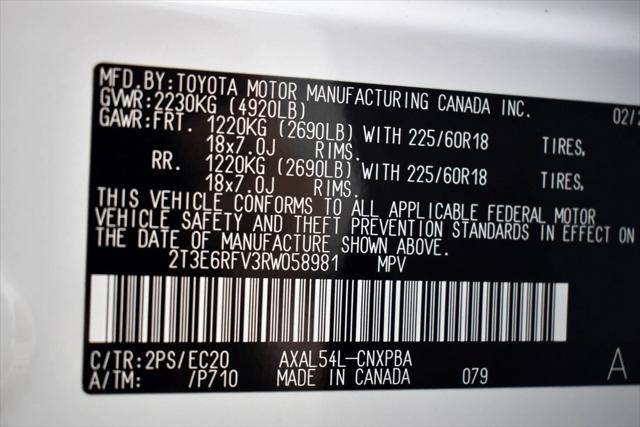 MFD.BY:TOYOTA MOTOR MANUFACTURING CANADA INC. 02/2
GVWR:2230KG (4920LB)
GAWR:FRT. 1220KG (2690LB) WITH 225/60R18 TIRES,
18x7.0J RIMS.
RR. 1220KG (2690LB) WITH 225/60R18 TIRES,
18x7.0J RIMS.
THIS VEHICLE CONFORMS TO ALL APPLICABLE FEDERAL MOTOR
VEHICLE SAFETY AND THEFT PREVENTION STANDARDS IN EFFECT ON
THE DATE OF MANUFACTURE SHOWN ABOVE.
2T3E6RFV3RW058981 MPV
C/TR:2PS/EC20 AXAL54L-CNXPBA
A/TM: /P710 MADE IN CANADA 079 A